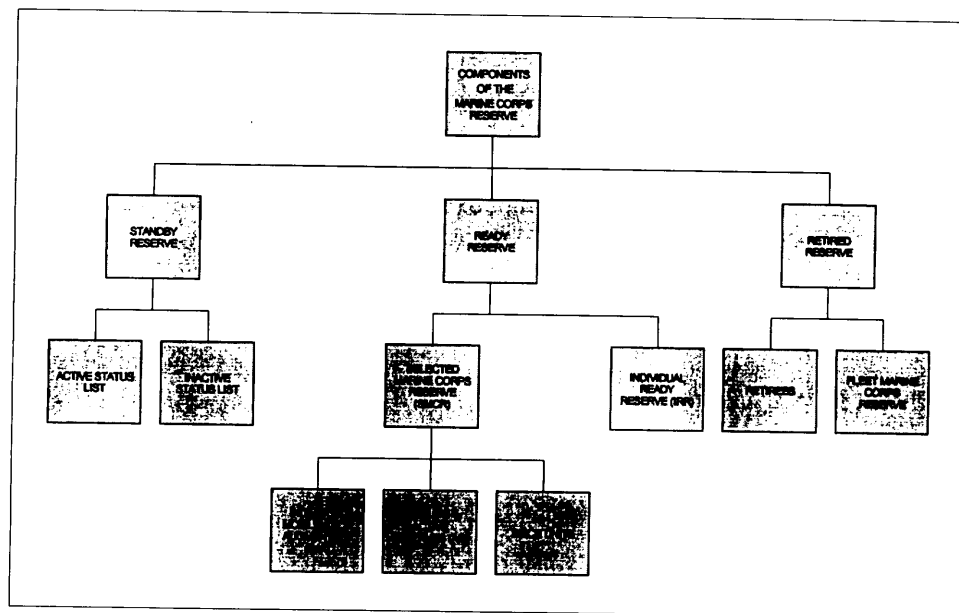 COMPONENTS
OF THE
MARINE CORPS
RESERVE
STANDBY
RESERVE
READY
RESERVE
RETIRED
RESERVE
ACTIVE STATUS
LIST
INACTIVE
STATUS LIST
SELECTED
MARINE CORPS
RESERVE
(SMCR)
INDIVIDUAL
READY
RESERVE (IRR)
RETIREES
FLEET MARINE
CORPS
RESERVE